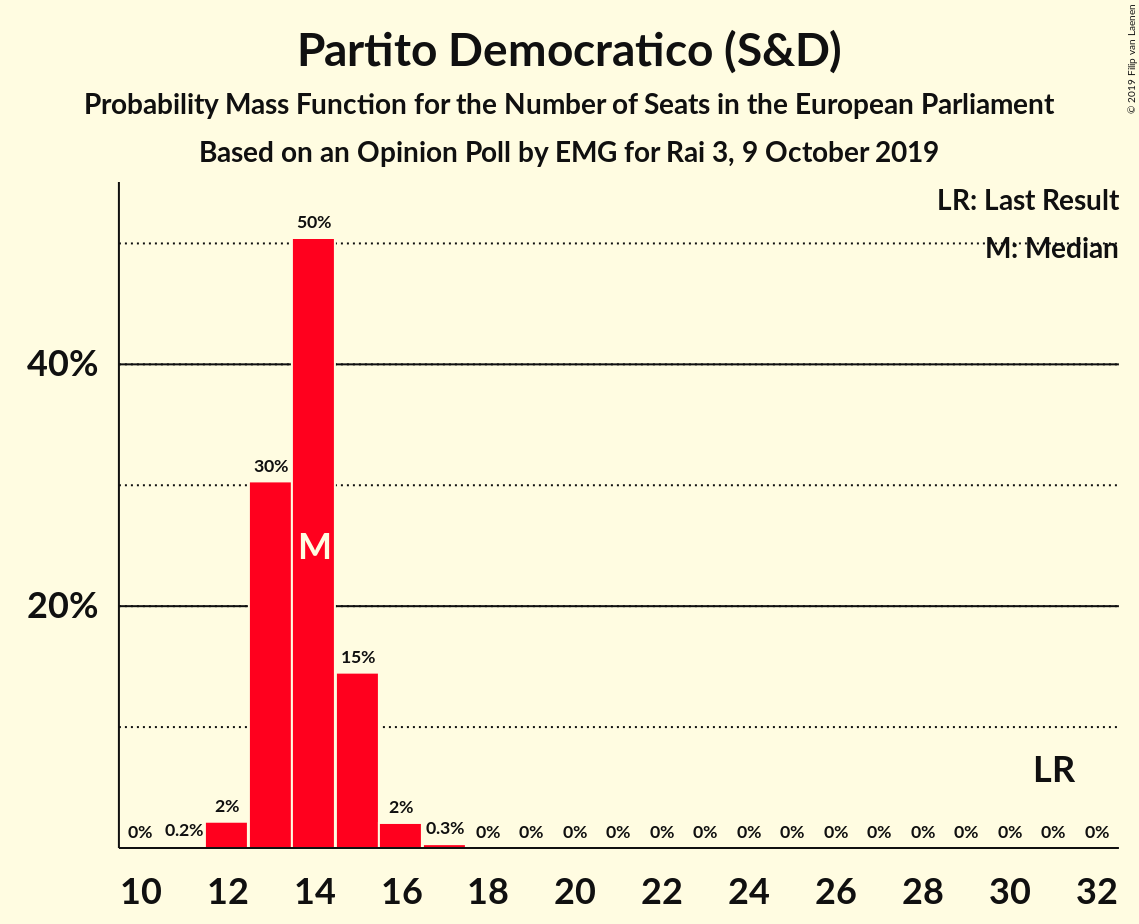 Partito Democratico (S&D)
Probability Mass Function for the Number of Seats in the European Parliament
Based on an Opinion Poll by EMG for Rai 3, 9 October 2019
© 2019 Filip van Laenen
LR: Last Result
M: Median
50%
40%
30%
M
20%
15%
LR
0% 0.2% 2% 2% 0.3% 0% 0% 0% 0% 0% 0% 0% 0% 0% 0% 0% 0% 0% 0% 0%
10 12 14 16 18 20 22 24 26 28 30 32